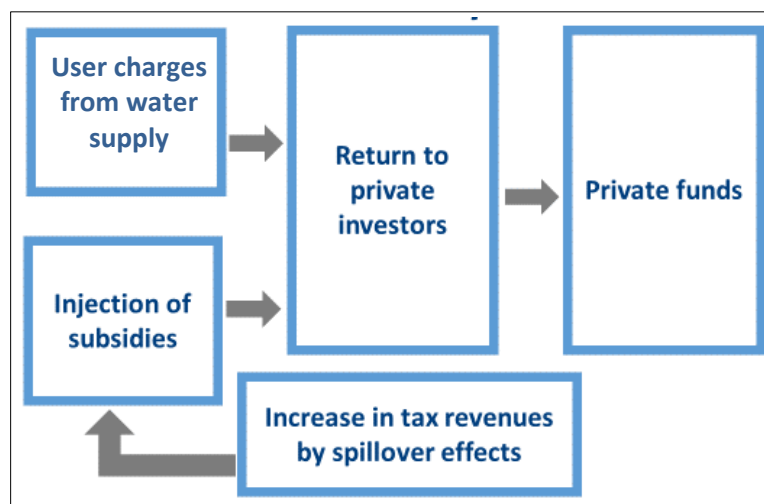 User charges
from water
supply
Return to
private
investors
Private funds
Injection of
subsidies
Increase in tax revenues
by spillover effects